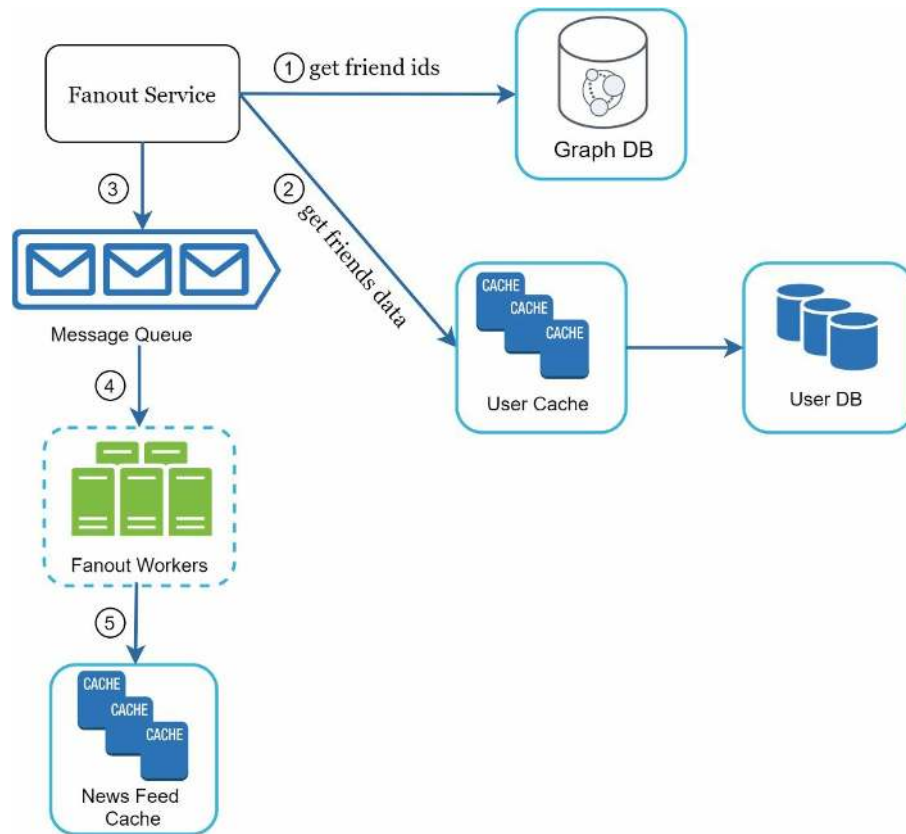 Fanout Service
① get friend ids
Graph DB
② get friends data
③
Message Queue
CACHE
CACHE
CACHE
User Cache
User DB
④
Fanout Workers
⑤
CACHE
CACHE
CACHE
News Feed
Cache